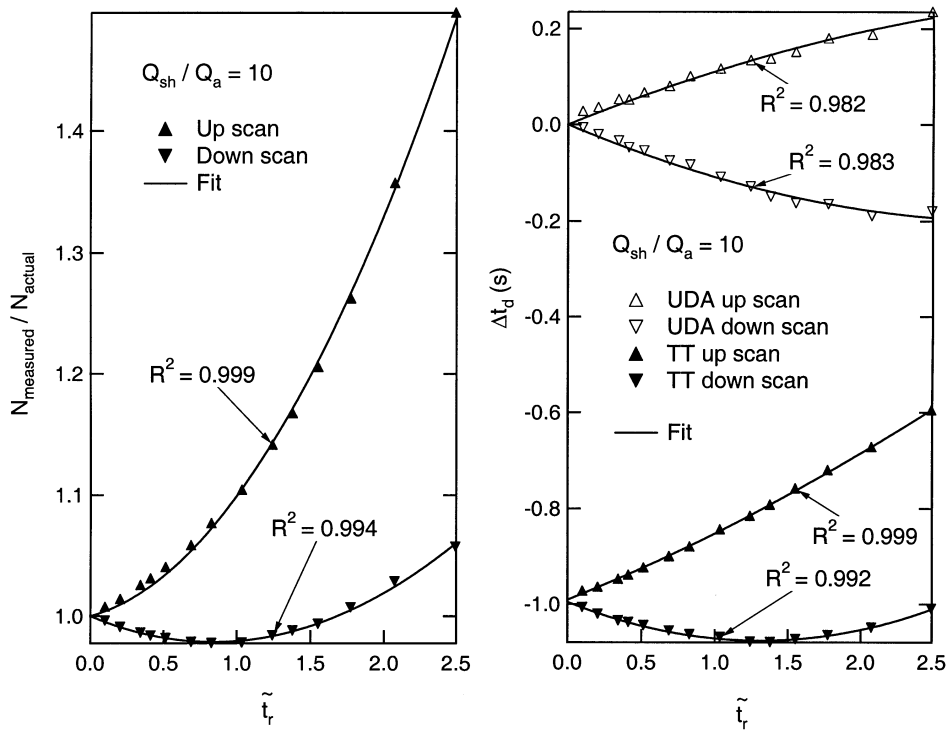 Q_sh / Q_a = 10
Up scan
Down scan
Fit
R² = 0.999
R² = 0.994
1.4
1.3
1.2
1.1
1.0
0.0 0.5 1.0 1.5 2.0 2.5
t̃_r
N_measured / N_actual
0.2
0.0
-0.2
-0.4
-0.6
-0.8
-1.0
R² = 0.982
R² = 0.983
Q_sh / Q_a = 10
UDA up scan
UDA down scan
TT up scan
TT down scan
Fit
R² = 0.999
R² = 0.992
0.0 0.5 1.0 1.5 2.0 2.5
t̃_r
Δt_d (s)